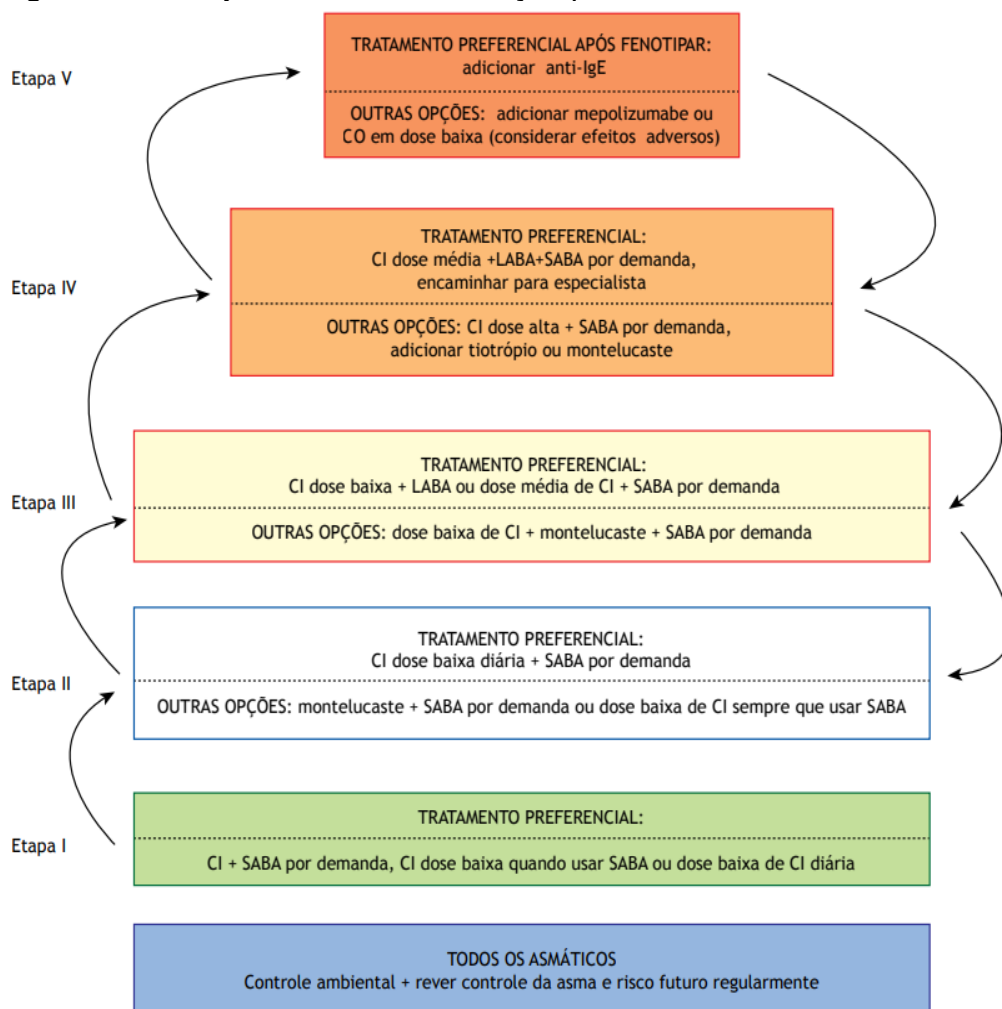 TRATAMENTO PREFERENCIAL APÓS FENOTIPAR:
adicionar anti-IgE
Etapa V
OUTRAS OPÇÕES: adicionar mepolizumabe ou
CO em dose baixa (considerar efeitos adversos)
TRATAMENTO PREFERENCIAL:
CI dose média +LABA+SABA por demanda,
encaminhar para especialista
Etapa IV
OUTRAS OPÇÕES: CI dose alta + SABA por demanda,
adicionar tiotrópio ou montelucaste
TRATAMENTO PREFERENCIAL:
CI dose baixa + LABA ou dose média de CI + SABA por demanda
Etapa III
OUTRAS OPÇÕES: dose baixa de CI + montelucaste + SABA por demanda
TRATAMENTO PREFERENCIAL:
CI dose baixa diária + SABA por demanda
Etapa II
OUTRAS OPÇÕES: montelucaste + SABA por demanda ou dose baixa de CI sempre que usar SABA
TRATAMENTO PREFERENCIAL:
Etapa I
CI + SABA por demanda, CI dose baixa quando usar SABA ou dose baixa de CI diária
TODOS OS ASMÁTICOS
Controle ambiental + rever controle da asma e risco futuro regularmente